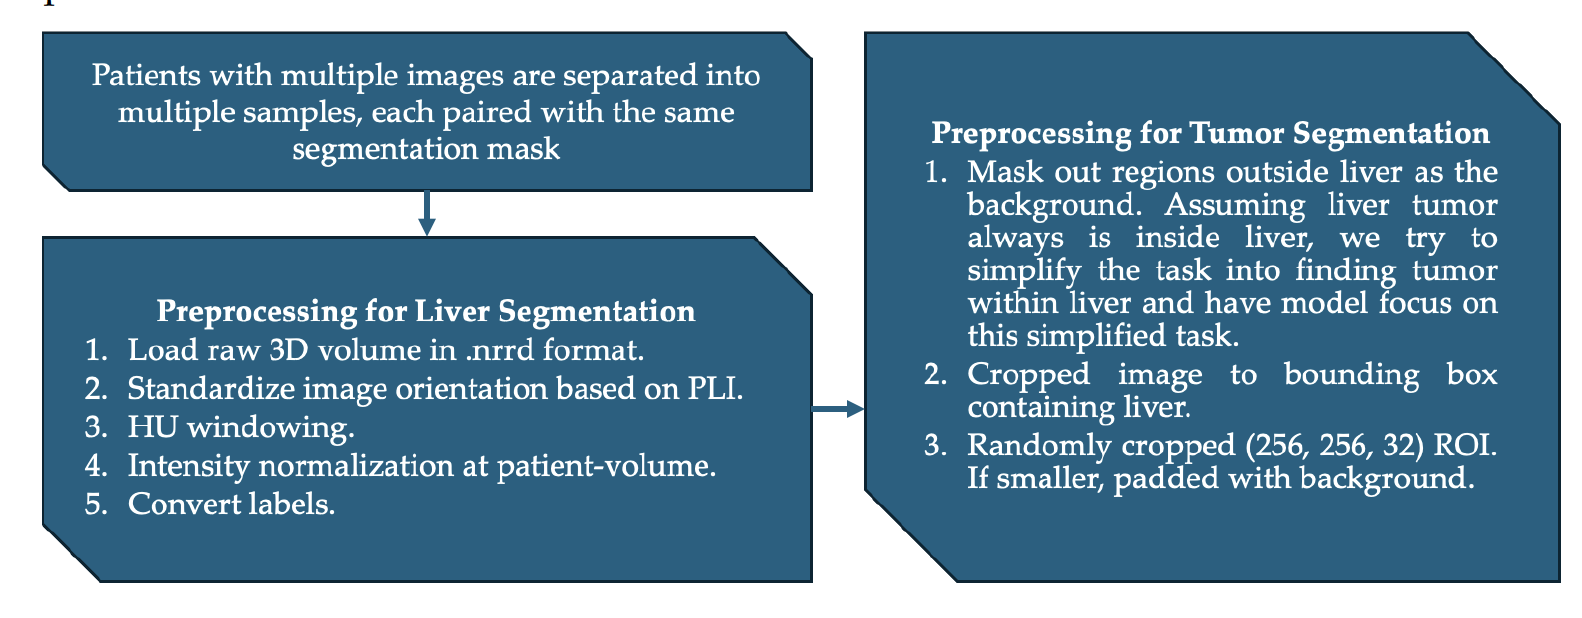 Patients with multiple images are separated into
multiple samples, each paired with the same
segmentation mask
Preprocessing for Liver Segmentation
1. Load raw 3D volume in .nrrd format.
2. Standardize image orientation based on PLI.
3. HU windowing.
4. Intensity normalization at patient-volume.
5. Convert labels.
Preprocessing for Tumor Segmentation
1. Mask out regions outside liver as the
background. Assuming liver tumor
always is inside liver, we try to
simplify the task into finding tumor
within liver and have model focus on
this simplified task.
2. Cropped image to bounding box
containing liver.
3. Randomly cropped (256, 256, 32) ROI.
If smaller, padded with background.